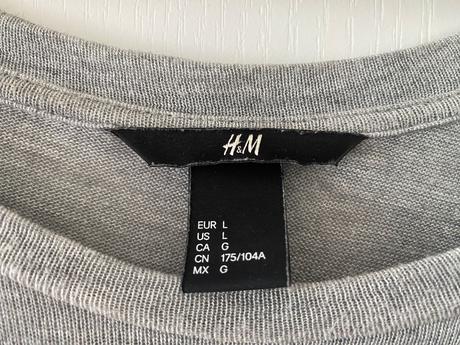 H&M
EUR L
US L
CA G
CN 175/104A
MX G